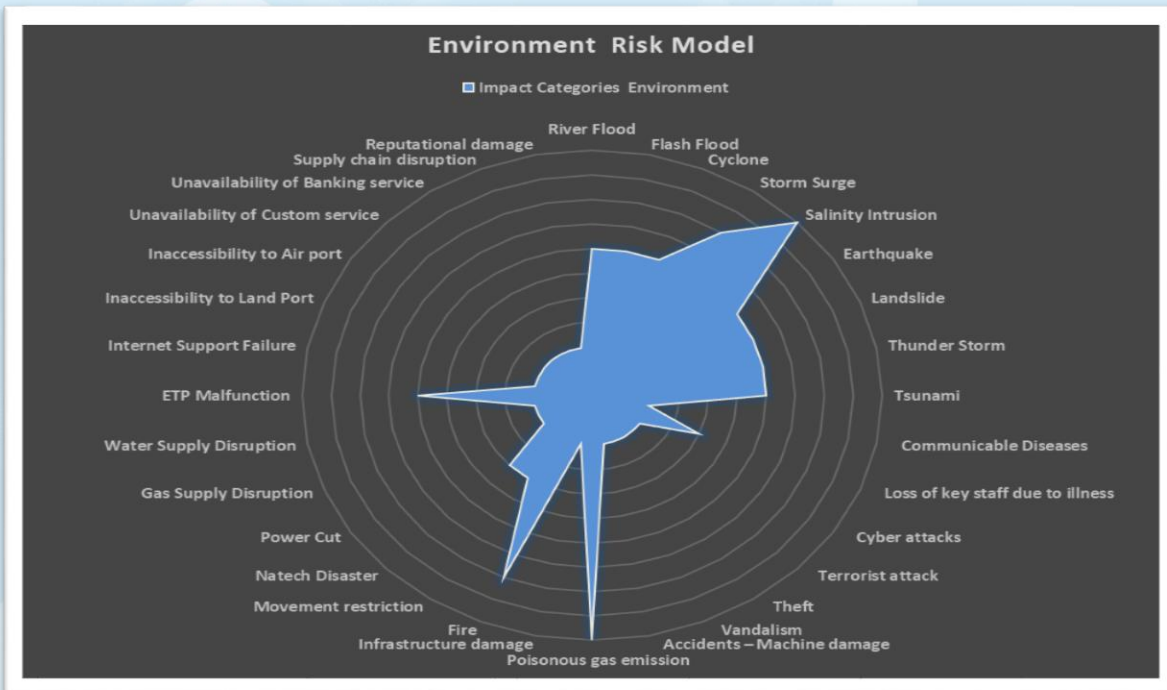 Environment Risk Model
Impact Categories Environment
River Flood
Flash Flood
Cyclone
Storm Surge
Salinity Intrusion
Earthquake
Landslide
Thunder Storm
Tsunami
Communicable Diseases
Loss of key staff due to illness
Cyber attacks
Terrorist attack
Theft
Vandalism
Accidents – Machine damage
Poisonous gas emission
Infrastructure damage
Fire
Movement restriction
Natech Disaster
Power Cut
Gas Supply Disruption
Water Supply Disruption
ETP Malfunction
Internet Support Failure
Inaccessibility to Land Port
Inaccessibility to Air port
Unavailability of Custom service
Unavailability of Banking service
Supply chain disruption
Reputational damage